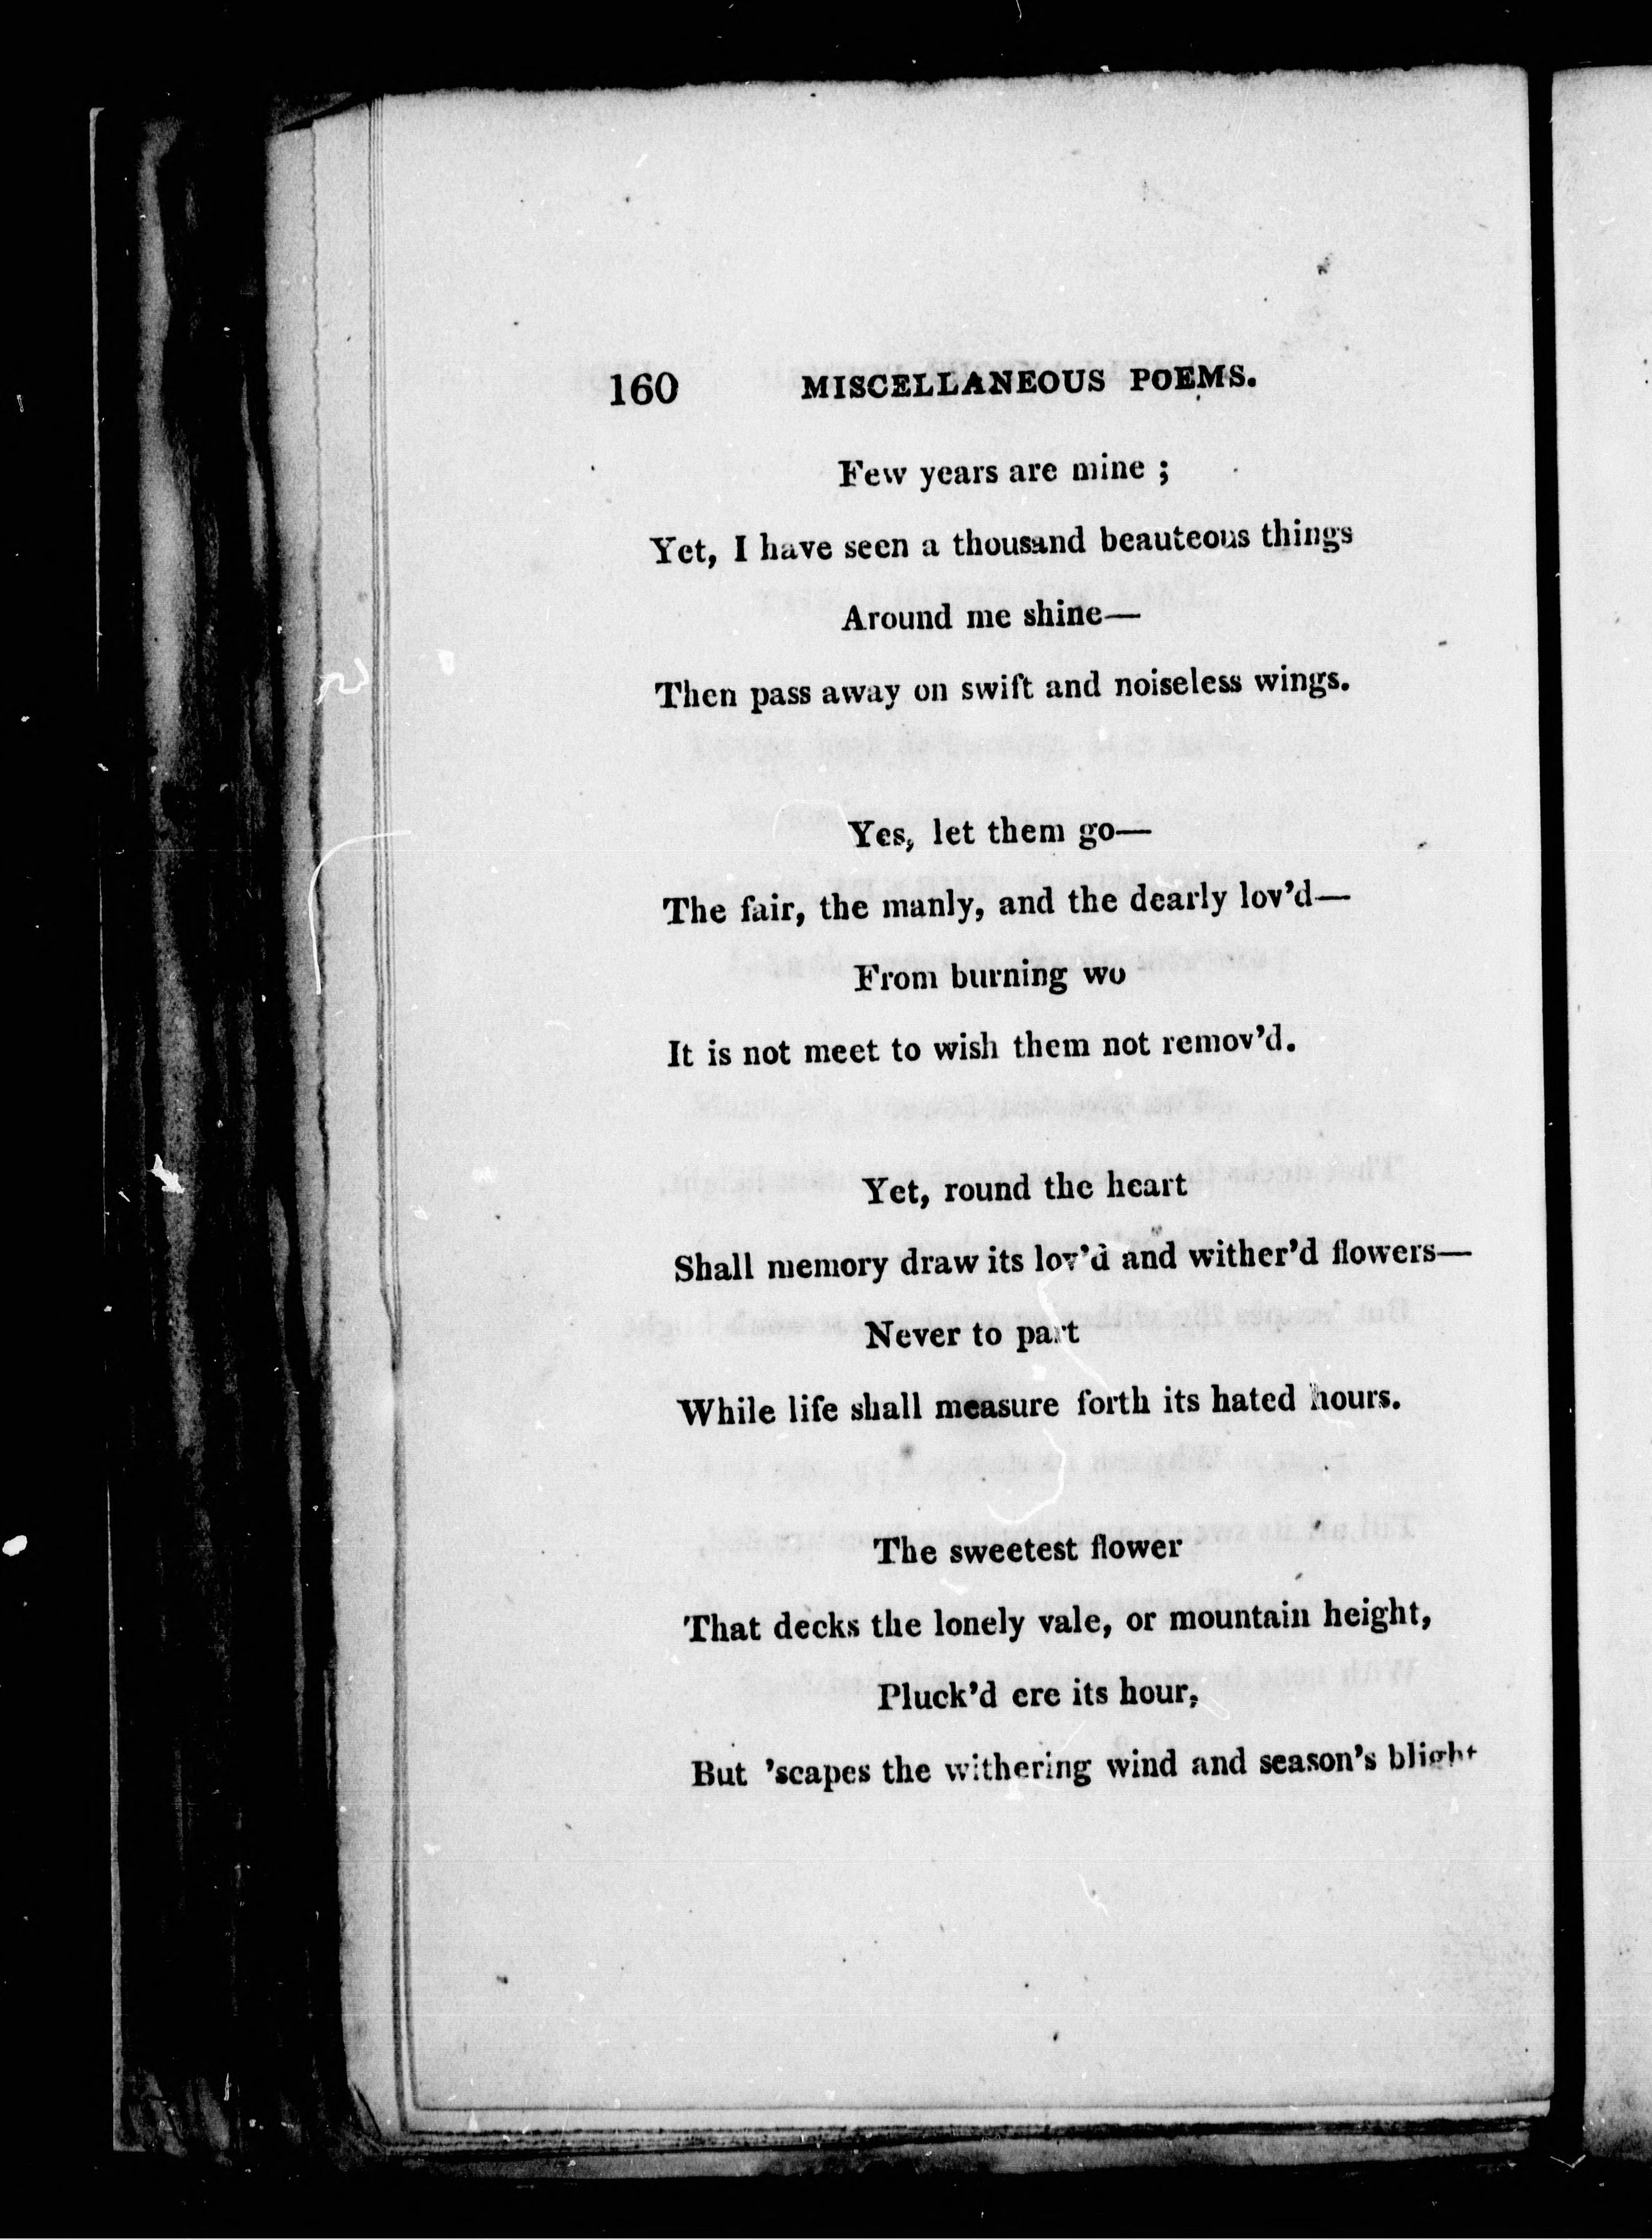 160 MISCELLANEOUS POEMS.
Few years are mine ;
Yet, I have seen a thousand beauteous things
Around me shine—
Then pass away on swift and noiseless wings.
Yes, let them go—
The fair, the manly, and the dearly lov'd—
From burning wo
It is not meet to wish them not remov'd.
Yet, round the heart
Shall memory draw its lov'd and wither'd flowers—
Never to part
While life shall measure forth its hated hours.
The sweetest flower
That decks the lonely vale, or mountain height,
Pluck'd ere its hour,
But 'scapes the withering wind and season's blight